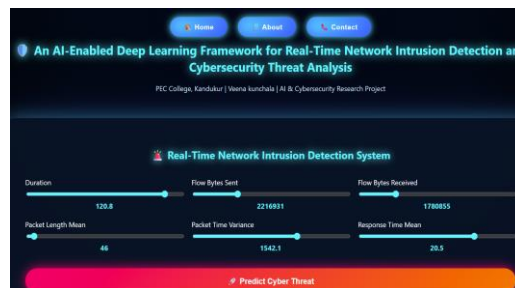 Home About Contact
An AI-Enabled Deep Learning Framework for Real-Time Network Intrusion Detection an
Cybersecurity Threat Analysis
PEC College, Kandukur | Veena kunchala | AI & Cybersecurity Research Project
Real-Time Network Intrusion Detection System
Duration Flow Bytes Sent Flow Bytes Received
120.8 2216931 1780855
Packet Length Mean Packet Time Variance Response Time Mean
46 1542.1 20.5
Predict Cyber Threat